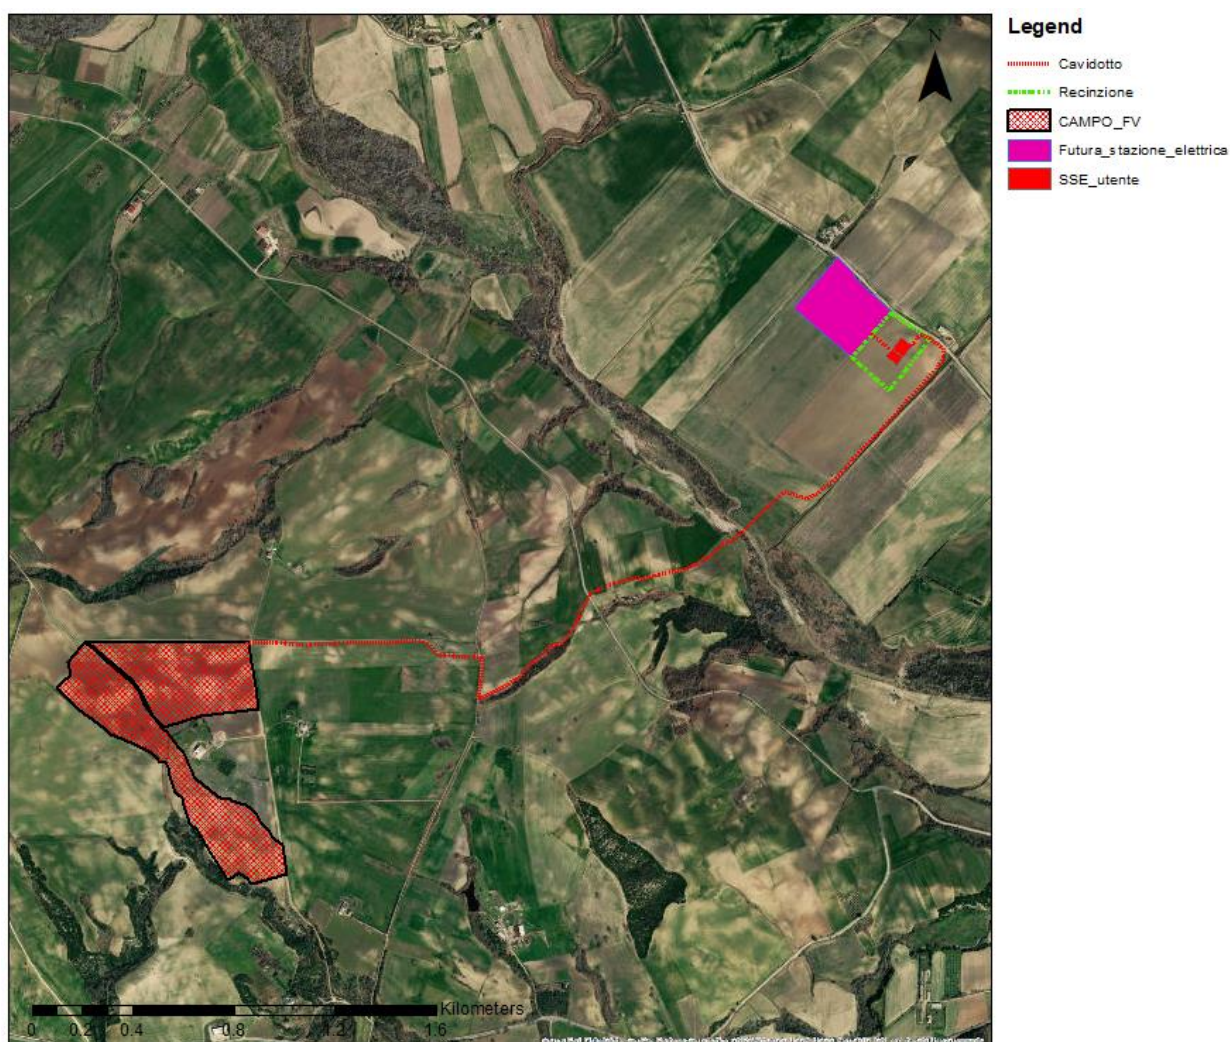 Legend
N
Cavidotto
Recinzione
CAMPO_FV
Futura_stazione_elettrica
SSE_utente
Kilometers
0 0.2 0.4 0.8 1.2 1.6